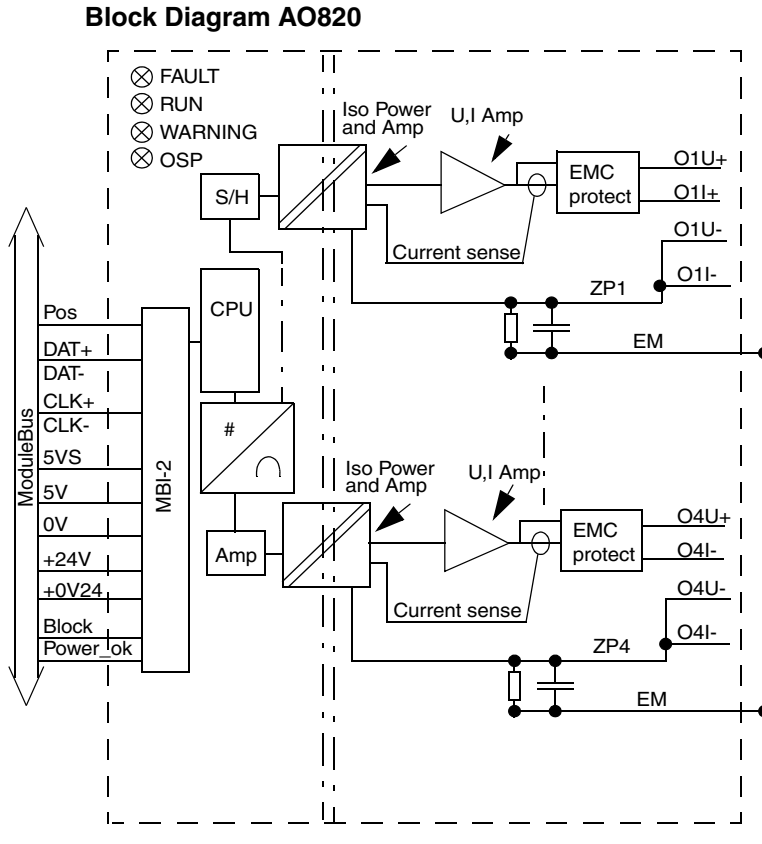 Block Diagram AO820
FAULT
RUN
WARNING
OSP
Iso Power
and Amp
U,I Amp
S/H
EMC
protect
O1U+
O1I+
O1U-
O1I-
Current sense
ZP1
EM
CPU
ModuleBus
Pos
DAT+
DAT-
CLK+
CLK-
5VS
5V
0V
+24V
+0V24
Block
Power_ok
MBI-2
#
Amp
Iso Power
and Amp
U,I Amp
EMC
protect
O4U+
O4I-
O4U-
O4I-
Current sense
ZP4
EM